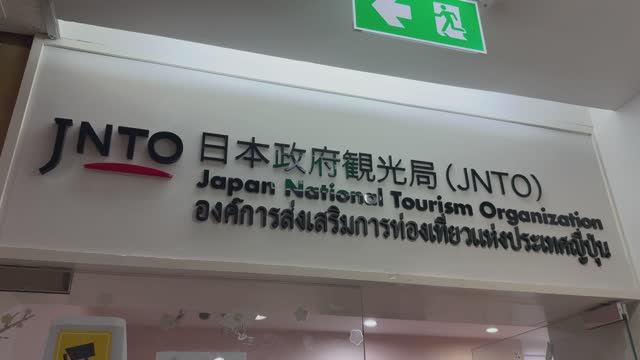 JNTO
日本政府観光局(JNTO)
Japan National Tourism Organization
องค์การส่งเสริมการท่องเที่ยวแห่งประเทศญี่ปุ่น